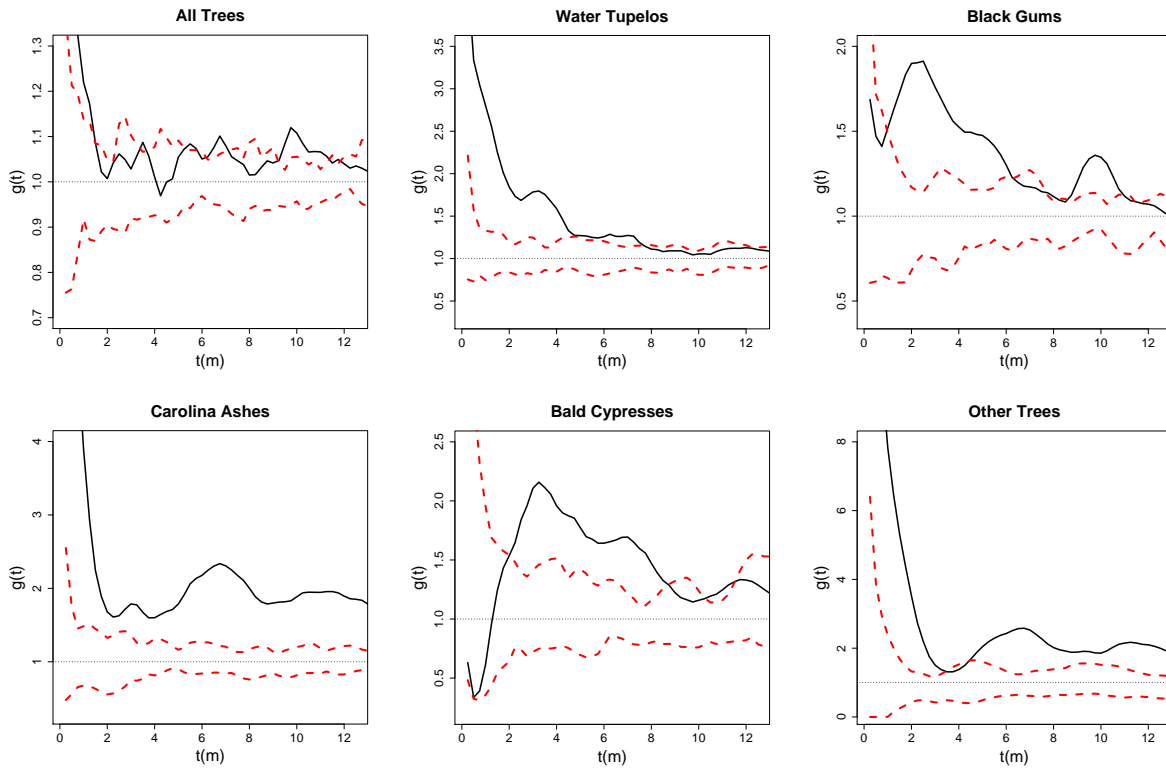 All Trees
g(t)
1.3
1.2
1.1
1.0
0.9
0.8
0.7
0 2 4 6 8 10 12
t(m)
Water Tupelos
g(t)
3.5
3.0
2.5
2.0
1.5
1.0
0.5
0 2 4 6 8 10 12
t(m)
Black Gums
g(t)
2.0
1.5
1.0
0.5
0 2 4 6 8 10 12
t(m)
Carolina Ashes
g(t)
4
3
2
1
0 2 4 6 8 10 12
t(m)
Bald Cypresses
g(t)
2.5
2.0
1.5
1.0
0.5
0 2 4 6 8 10 12
t(m)
Other Trees
g(t)
8
6
4
2
0
0 2 4 6 8 10 12
t(m)